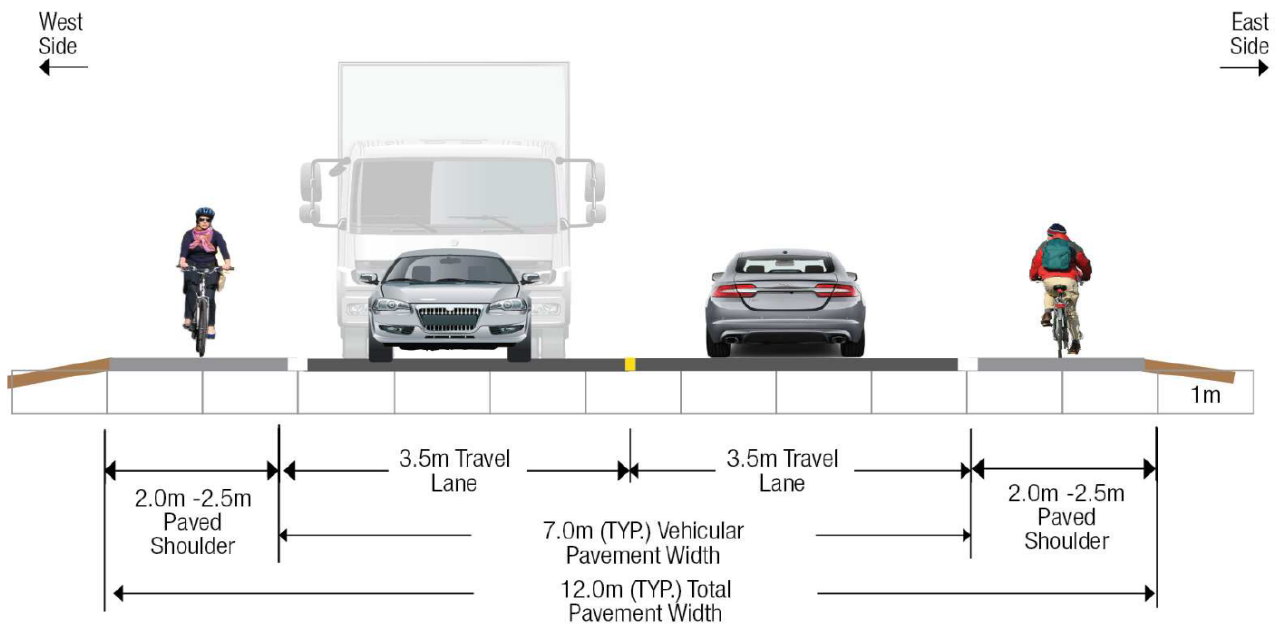 West
Side
East
Side
1m
3.5m Travel
Lane
3.5m Travel
Lane
2.0m -2.5m
Paved
Shoulder
2.0m -2.5m
Paved
Shoulder
7.0m (TYP.) Vehicular
Pavement Width
12.0m (TYP.) Total
Pavement Width